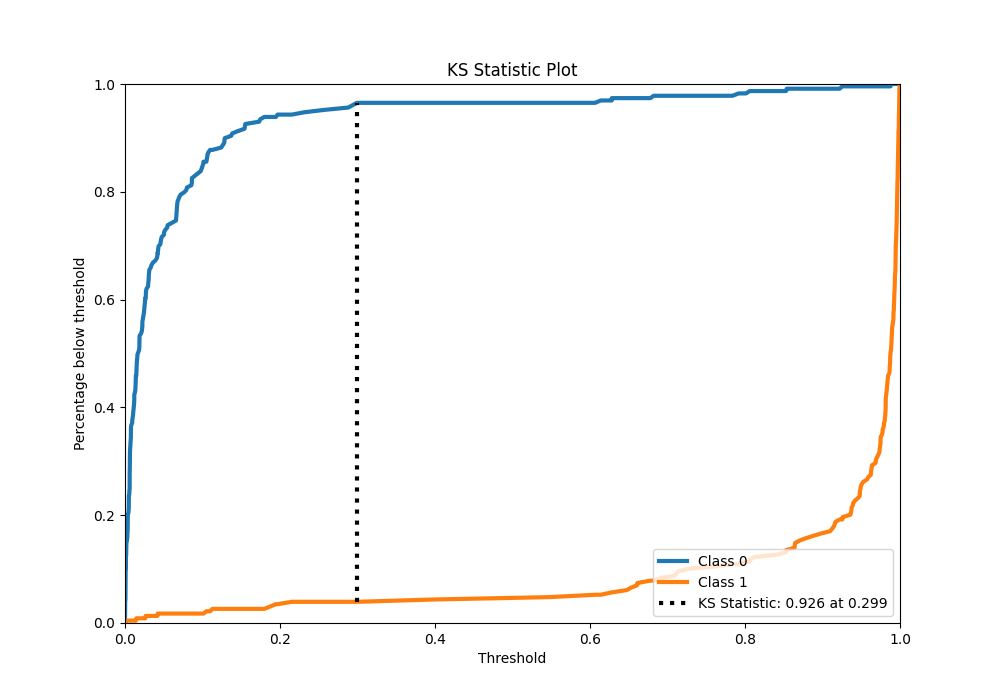 KS Statistic Plot
1.0
0.8
0.6
0.4
0.2
0.0
Percentage below threshold
0.0 0.2 0.4 0.6 0.8 1.0
Threshold
Class 0
Class 1
KS Statistic: 0.926 at 0.299